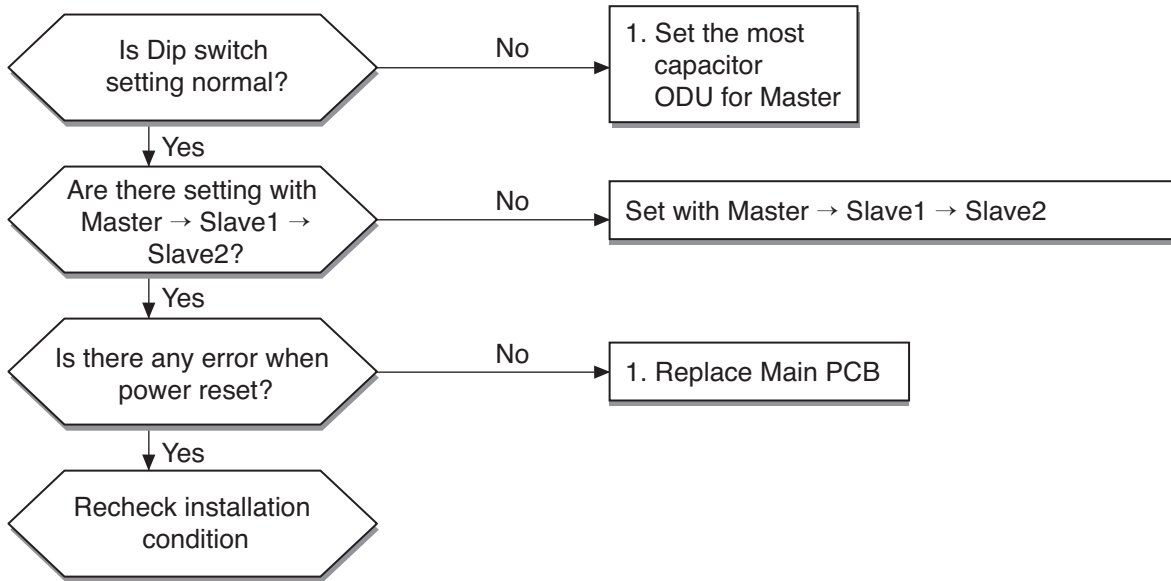 Is Dip switch
setting normal?
No
1. Set the most
capacitor
ODU for Master
Yes
Are there setting with
Master → Slave1 →
Slave2?
No
Set with Master → Slave1 → Slave2
Yes
Is there any error when
power reset?
No
1. Replace Main PCB
Yes
Recheck installation
condition